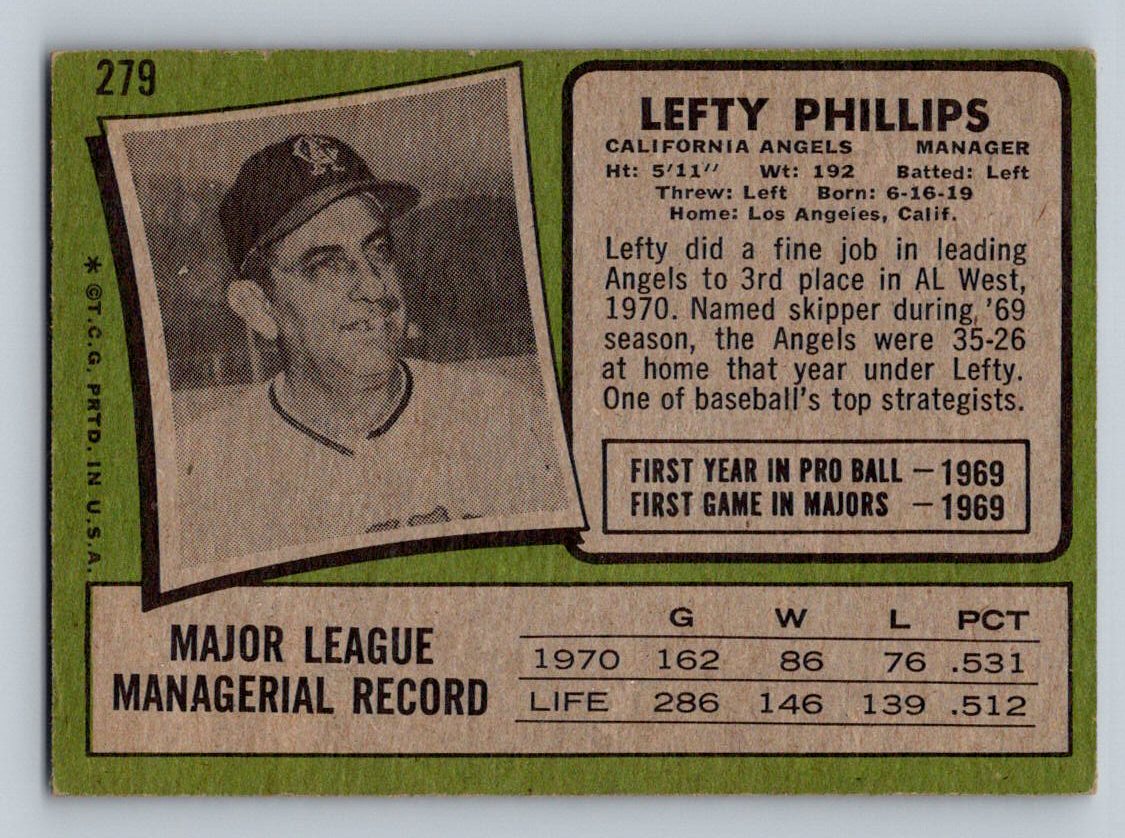 279
LEFTY PHILLIPS
CALIFORNIA ANGELS MANAGER
Ht: 5'11" Wt: 192 Batted: Left
Threw: Left Born: 6-16-19
Home: Los Angeles, Calif.
Lefty did a fine job in leading
Angels to 3rd place in AL West,
1970. Named skipper during '69
season, the Angels were 35-26
at home that year under Lefty.
One of baseball's top strategists.
FIRST YEAR IN PRO BALL — 1969
FIRST GAME IN MAJORS — 1969
* ©T.C.G. PRTD. IN U.S.A.
MAJOR LEAGUE
MANAGERIAL RECORD
G W L PCT
1970 162 86 76 .531
LIFE 286 146 139 .512
CA